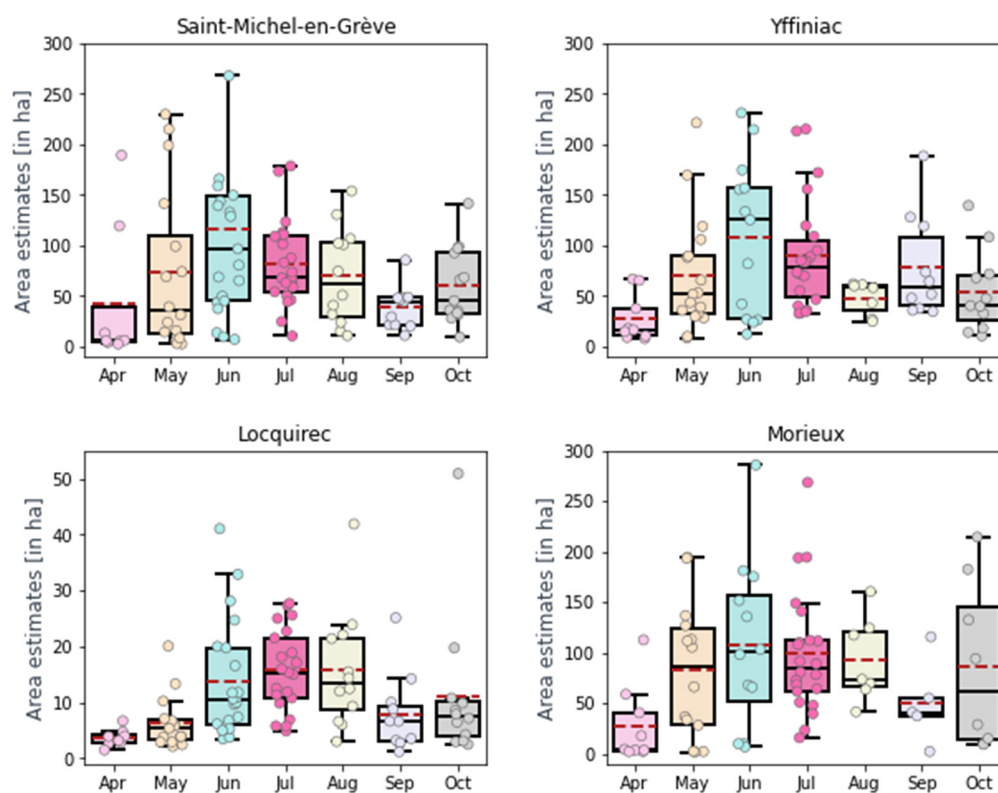 Saint-Michel-en-Grève
Yffiniac
Area estimates [in ha]
300
250
200
150
100
50
0
Apr May Jun Jul Aug Sep Oct
Area estimates [in ha]
300
250
200
150
100
50
0
Apr May Jun Jul Aug Sep Oct
Locquirec
Morieux
Area estimates [in ha]
50
40
30
20
10
0
Apr May Jun Jul Aug Sep Oct
Area estimates [in ha]
300
250
200
150
100
50
0
Apr May Jun Jul Aug Sep Oct